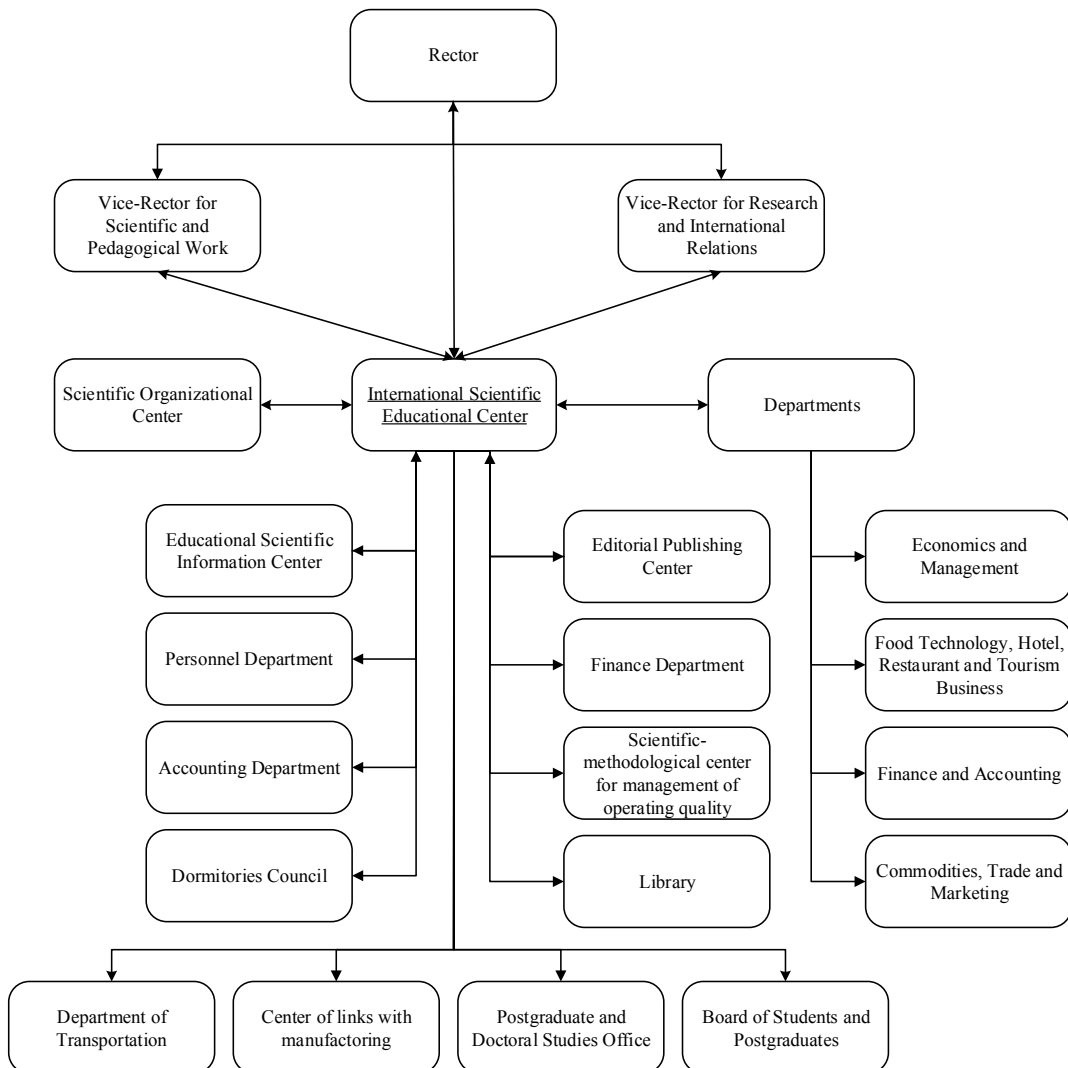 Rector
Vice-Rector for
Scientific and
Pedagogical Work
Vice-Rector for Research
and International
Relations
Scientific Organizational
Center
International Scientific
Educational Center
Departments
Educational Scientific
Information Center
Editorial Publishing
Center
Economics and
Management
Personnel Department
Finance Department
Food Technology, Hotel,
Restaurant and Tourism
Business
Accounting Department
Scientific-
methodological center
for management of
operating quality
Finance and Accounting
Dormitories Council
Library
Commodities, Trade and
Marketing
Department of
Transportation
Center of links with
manufactoring
Postgraduate and
Doctoral Studies Office
Board of Students and
Postgraduates